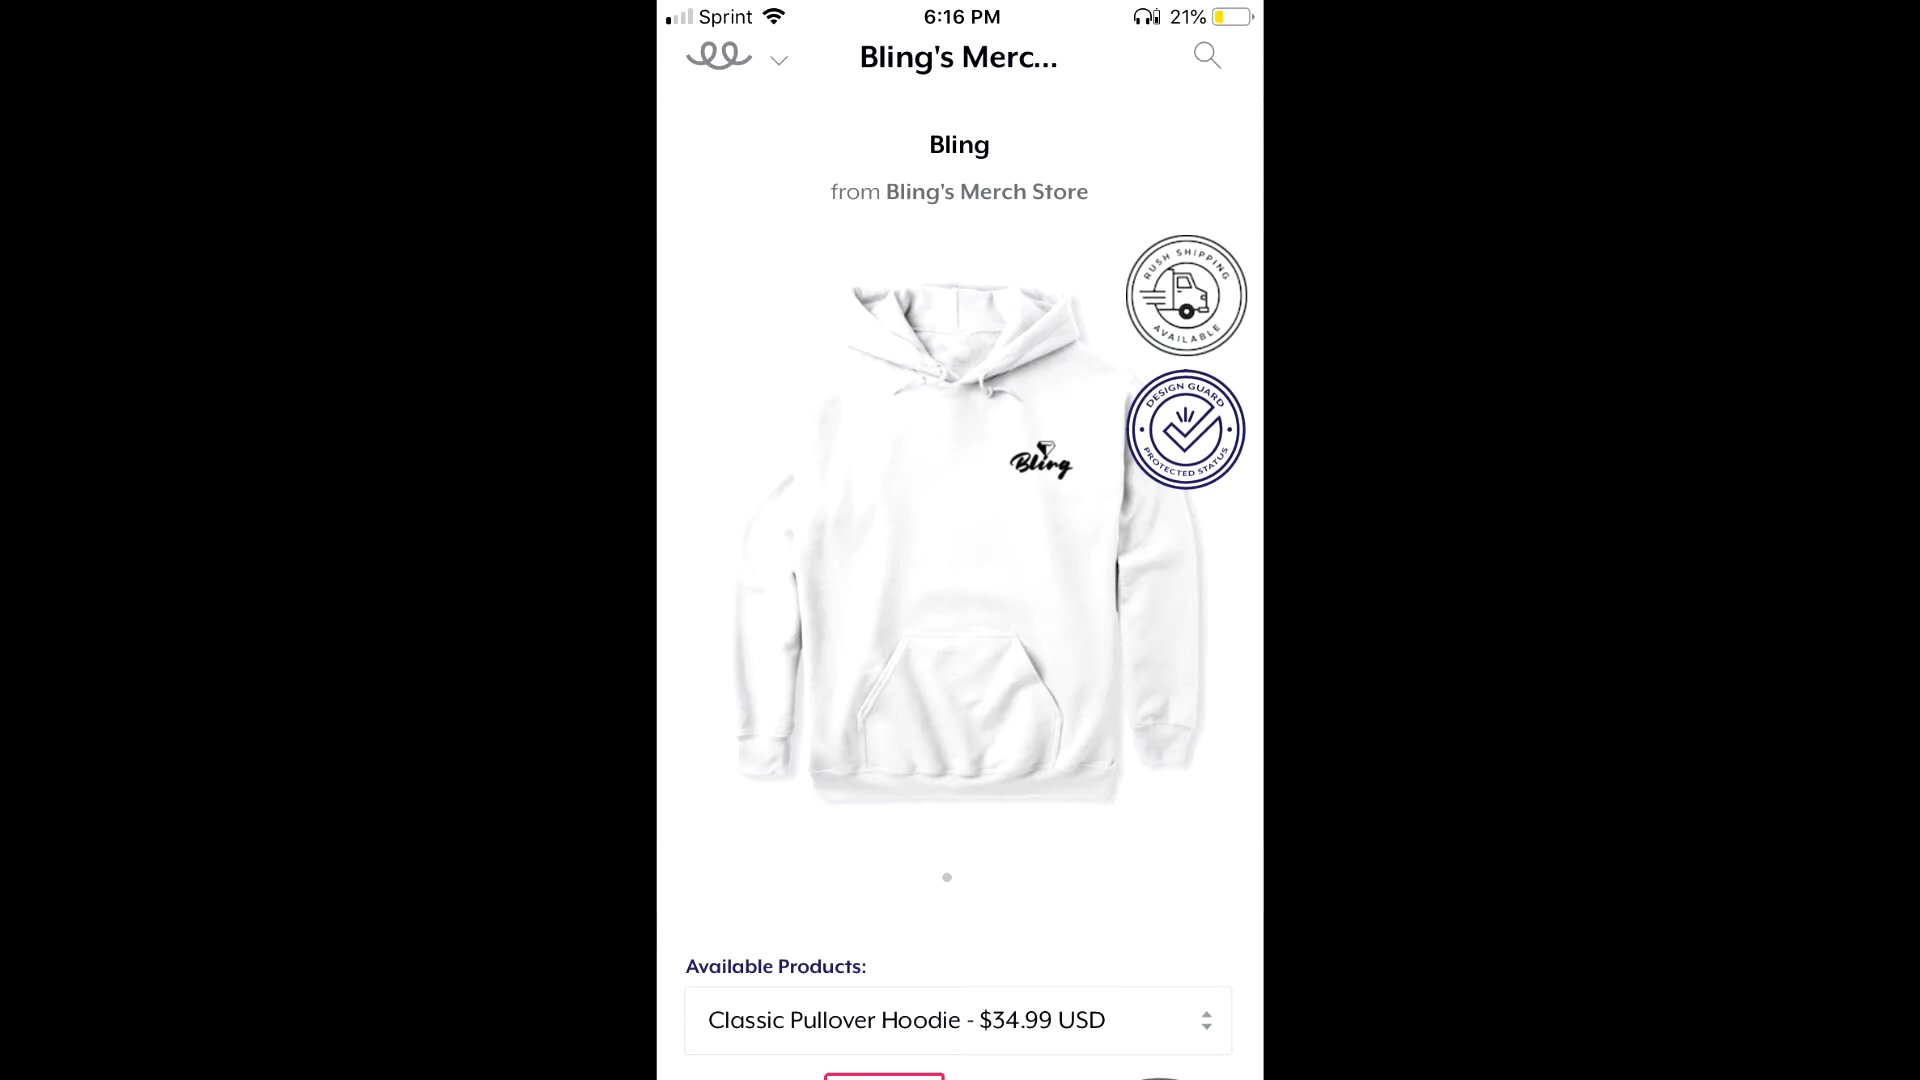 Sprint 6:16 PM 21%
Bling's Merc...
Bling
from Bling's Merch Store
RUSH SHIPPING
AVAILABLE
DESIGN GUARD
PROTECTED STATUS
Bling
Available Products:
Classic Pullover Hoodie - $34.99 USD